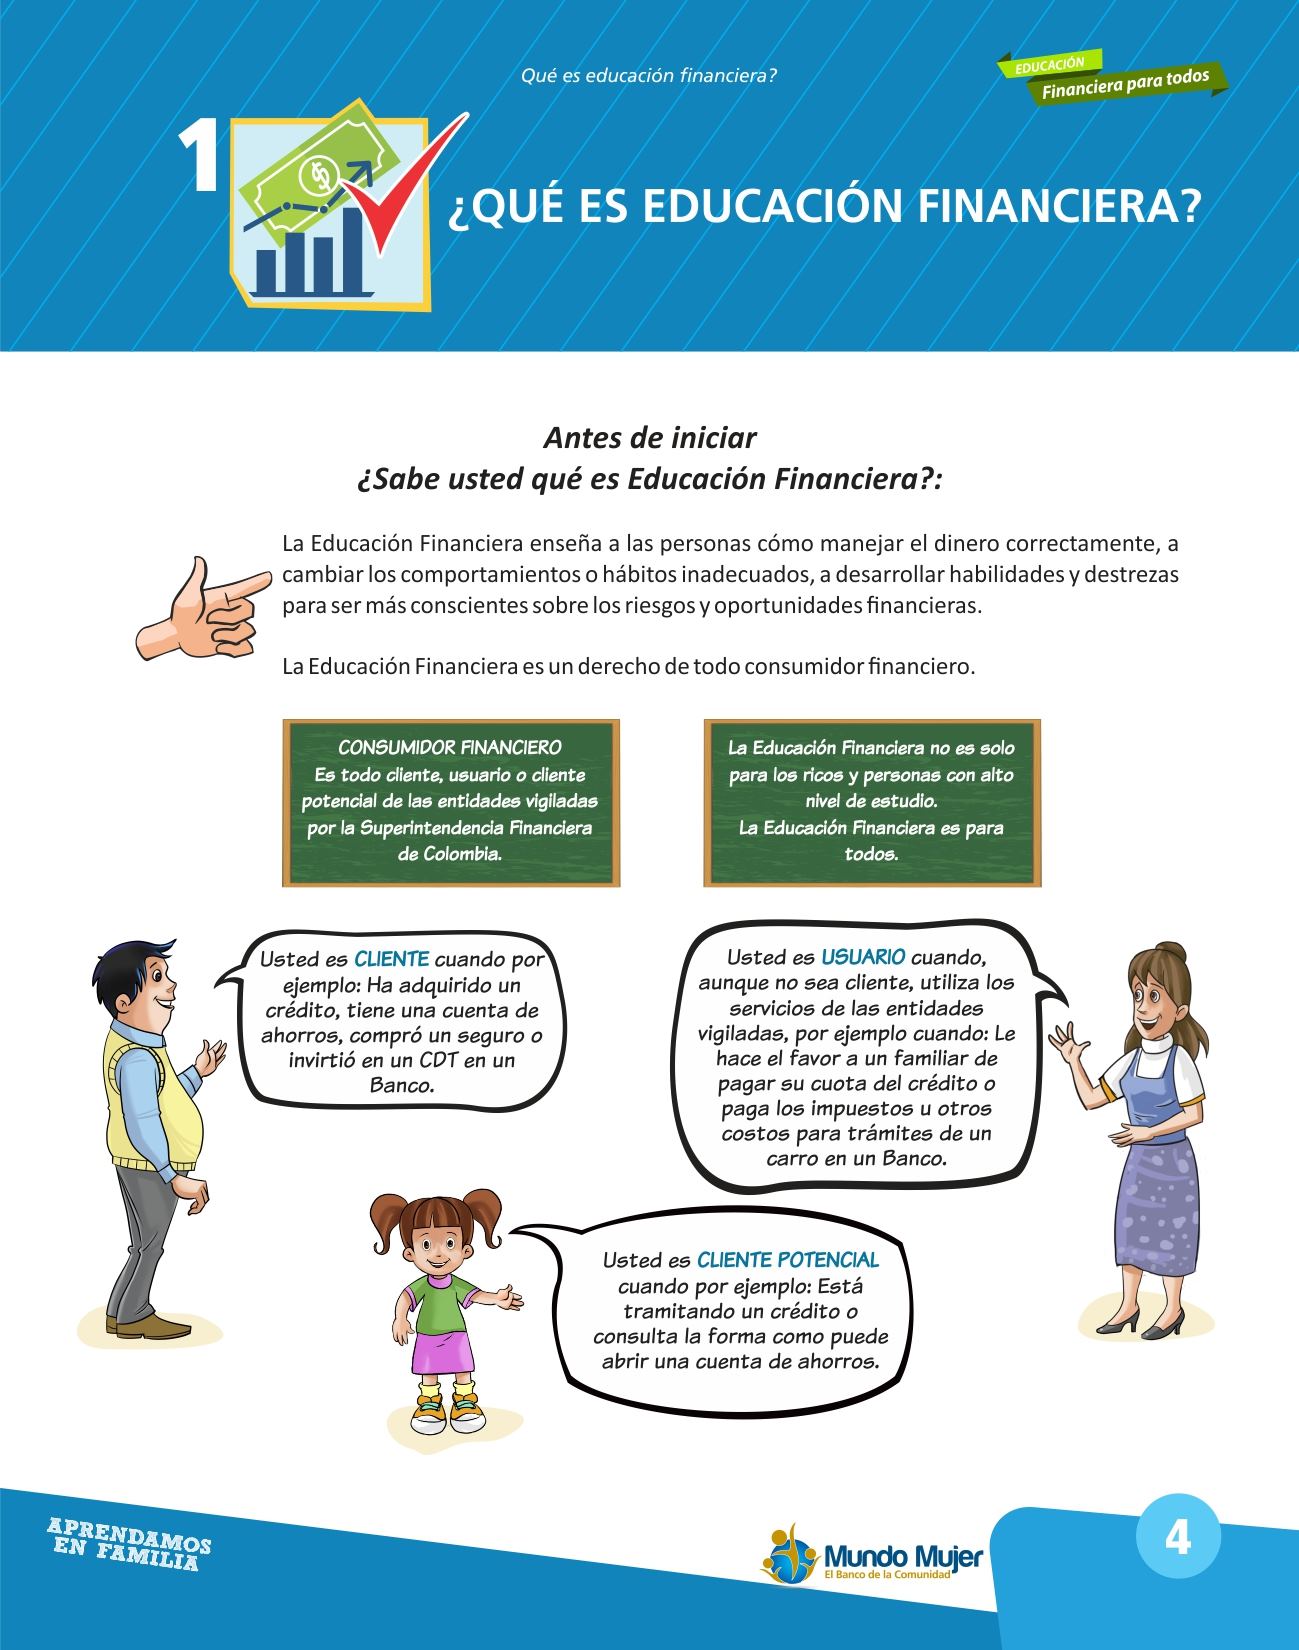 Qué es educación financiera?
EDUCACIÓN
Financiera para todos
1
¿QUÉ ES EDUCACIÓN FINANCIERA?
Antes de iniciar
¿Sabe usted qué es Educación Financiera?:
La Educación Financiera enseña a las personas cómo manejar el dinero correctamente, a
cambiar los comportamientos o hábitos inadecuados, a desarrollar habilidades y destrezas
para ser más conscientes sobre los riesgos y oportunidades financieras.
La Educación Financiera es un derecho de todo consumidor financiero.
CONSUMIDOR FINANCIERO
Es todo cliente, usuario o cliente
potencial de las entidades vigiladas
por la Superintendencia Financiera
de Colombia.
La Educación Financiera no es solo
para los ricos y personas con alto
nivel de estudio.
La Educación Financiera es para
todos.
Usted es CLIENTE cuando por
ejemplo: Ha adquirido un
crédito, tiene una cuenta de
ahorros, compró un seguro o
invirtió en un CDT en un
Banco.
Usted es USUARIO cuando,
aunque no sea cliente, utiliza los
servicios de las entidades
vigiladas, por ejemplo cuando: Le
hace el favor a un familiar de
pagar su cuota del crédito o
paga los impuestos u otros
costos para trámites de un
carro en un Banco.
Usted es CLIENTE POTENCIAL
cuando por ejemplo: Está
tramitando un crédito o
consulta la forma como puede
abrir una cuenta de ahorros.
APRENDAMOS
EN FAMILIA
Mundo Mujer
El Banco de la Comunidad
4